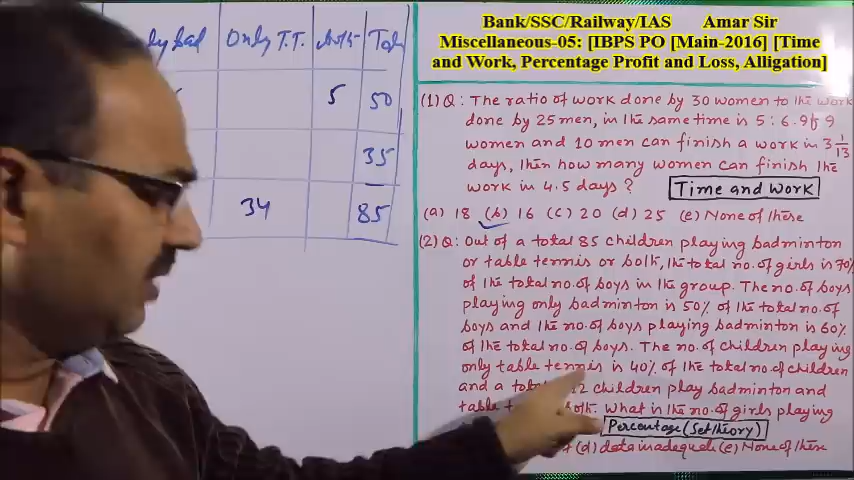 Only T.T. Both
5 50
35
34 85
Bank/SSC/Railway/IAS Amar Sir
Miscellaneous-05: [IBPS PO [Main-2016] [Time
and Work, Percentage Profit and Loss, Alligation]
(1) Q: The ratio of work done by 30 women to the work
done by 25 men, in the same time is 5:6. If 9
women and 10 men can finish a work in 3 1/13
days, then how many women can finish the
work in 4.5 days?
Time and Work
(a) 18 (b) 16 (c) 20 (d) 25 (e) None of these
(2) Q: Out of a total 85 children playing badminton
or table tennis or both, the total no. of girls is 70%
of the total no. of boys in the group. The no. of boys
playing only badminton is 50% of the total no. of
boys and the no. of boys playing badminton is 60%
of the total no. of boys. The no. of children playing
only table tennis is 40% of the total no. of children
and a 12 children play badminton and
table both. What is the no. of girls playing
Percentage (Set theory)
(d) data inadequate (e) None of these